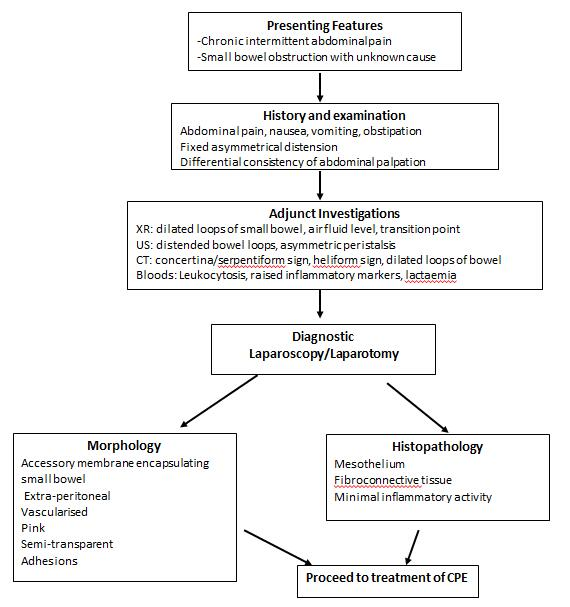 Presenting Features
-Chronic intermittent abdominal pain
-Small bowel obstruction with unknown cause
History and examination
Abdominal pain, nausea, vomiting, obstipation
Fixed asymmetrical distension
Differential consistency of abdominal palpation
Adjunct Investigations
XR: dilated loops of small bowel, air fluid level, transition point
US: distended bowel loops, asymmetric peristalsis
CT: concertina/serpentiform sign, heliform sign, dilated loops of bowel
Bloods: Leukocytosis, raised inflammatory markers, lactaemia
Diagnostic
Laparoscopy/Laparotomy
Morphology
Accessory membrane encapsulating
small bowel
Extra-peritoneal
Vascularised
Pink
Semi-transparent
Adhesions
Histopathology
Mesothelium
Fibroconnective tissue
Minimal inflammatory activity
Proceed to treatment of CPE